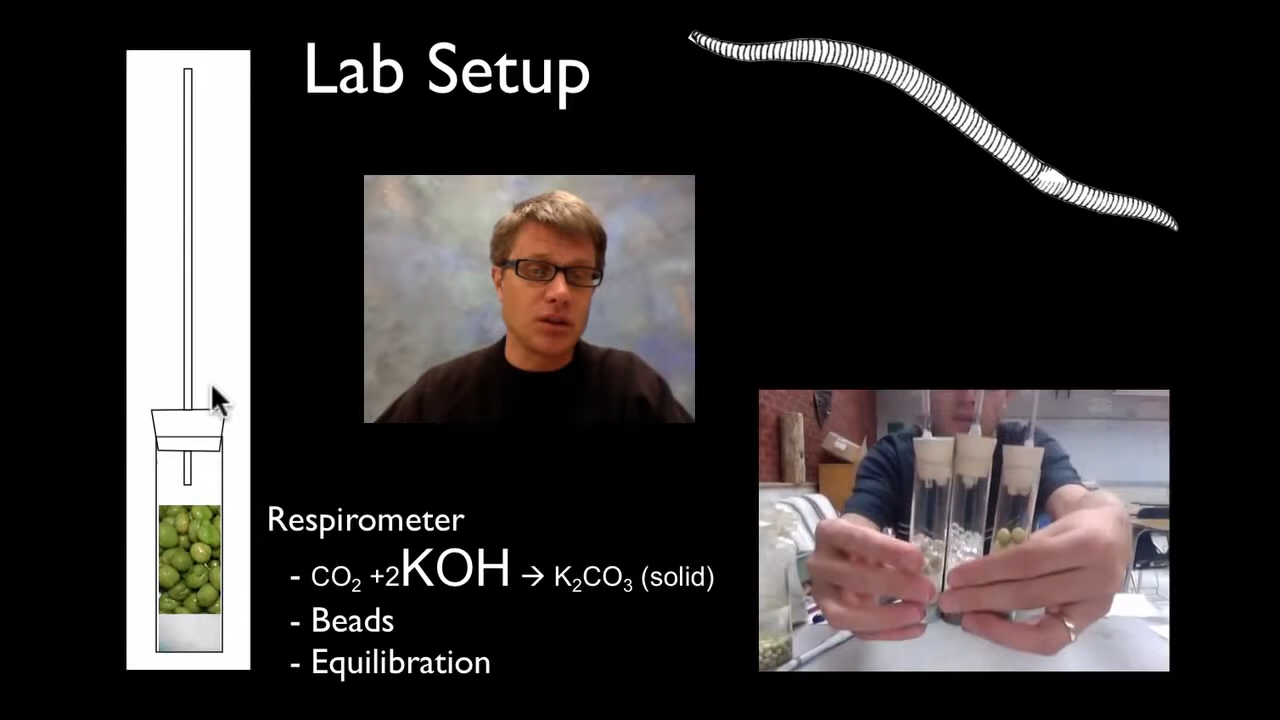 Lab Setup
Respirometer
- CO₂ +2KOH → K₂CO₃ (solid)
- Beads
- Equilibration